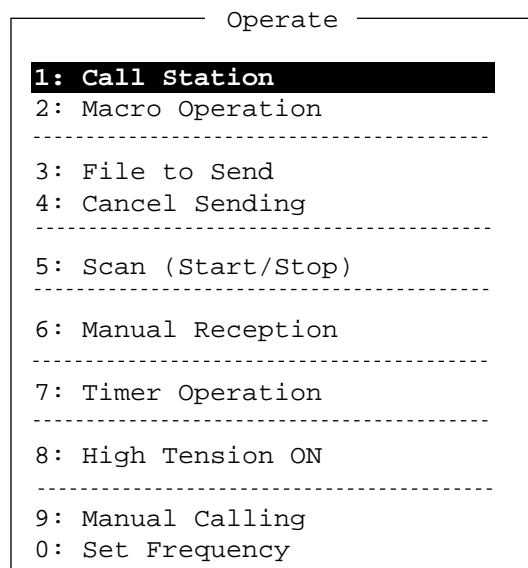 Operate
1: Call Station
2: Macro Operation
3: File to Send
4: Cancel Sending
5: Scan (Start/Stop)
6: Manual Reception
7: Timer Operation
8: High Tension ON
9: Manual Calling
0: Set Frequency